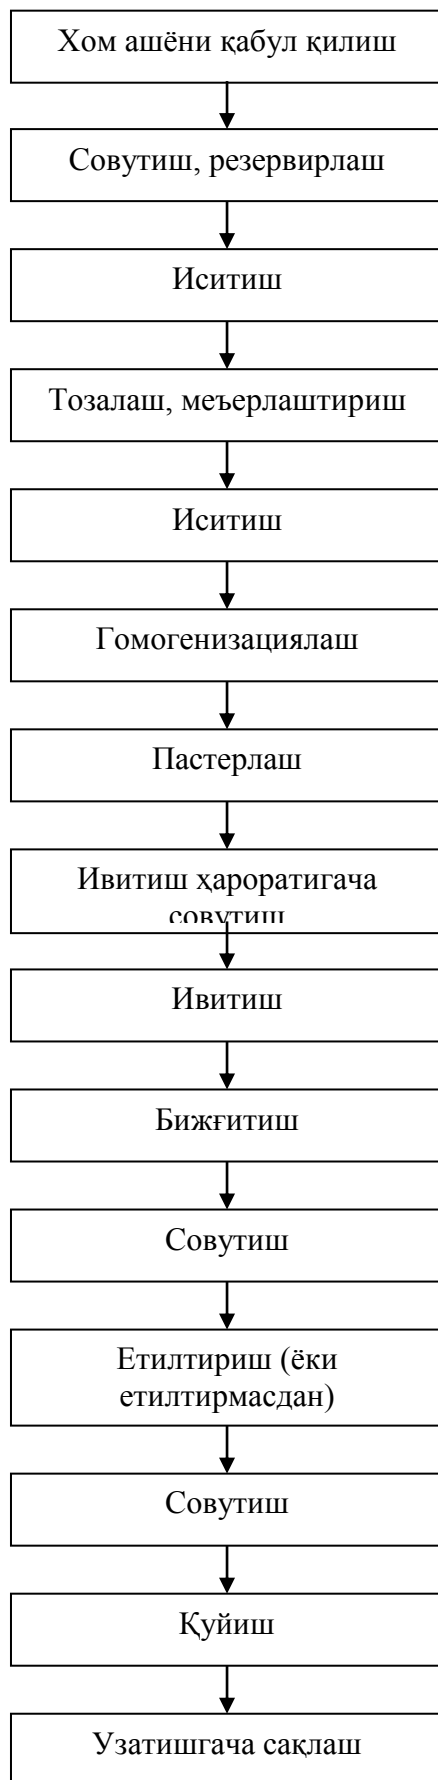 Хом ашёни қабул қилиш
Совутиш, резервирлаш
Иситиш
Тозалаш, меъерлаштириш
Иситиш
Гомогенизациялаш
Пастерлаш
Ивитиш ҳароратигача
совутиш
Ивитиш
Бижғитиш
Совутиш
Етилтириш (ёки
етилтирмасдан)
Совутиш
Қуйиш
Узатишгача сақлаш